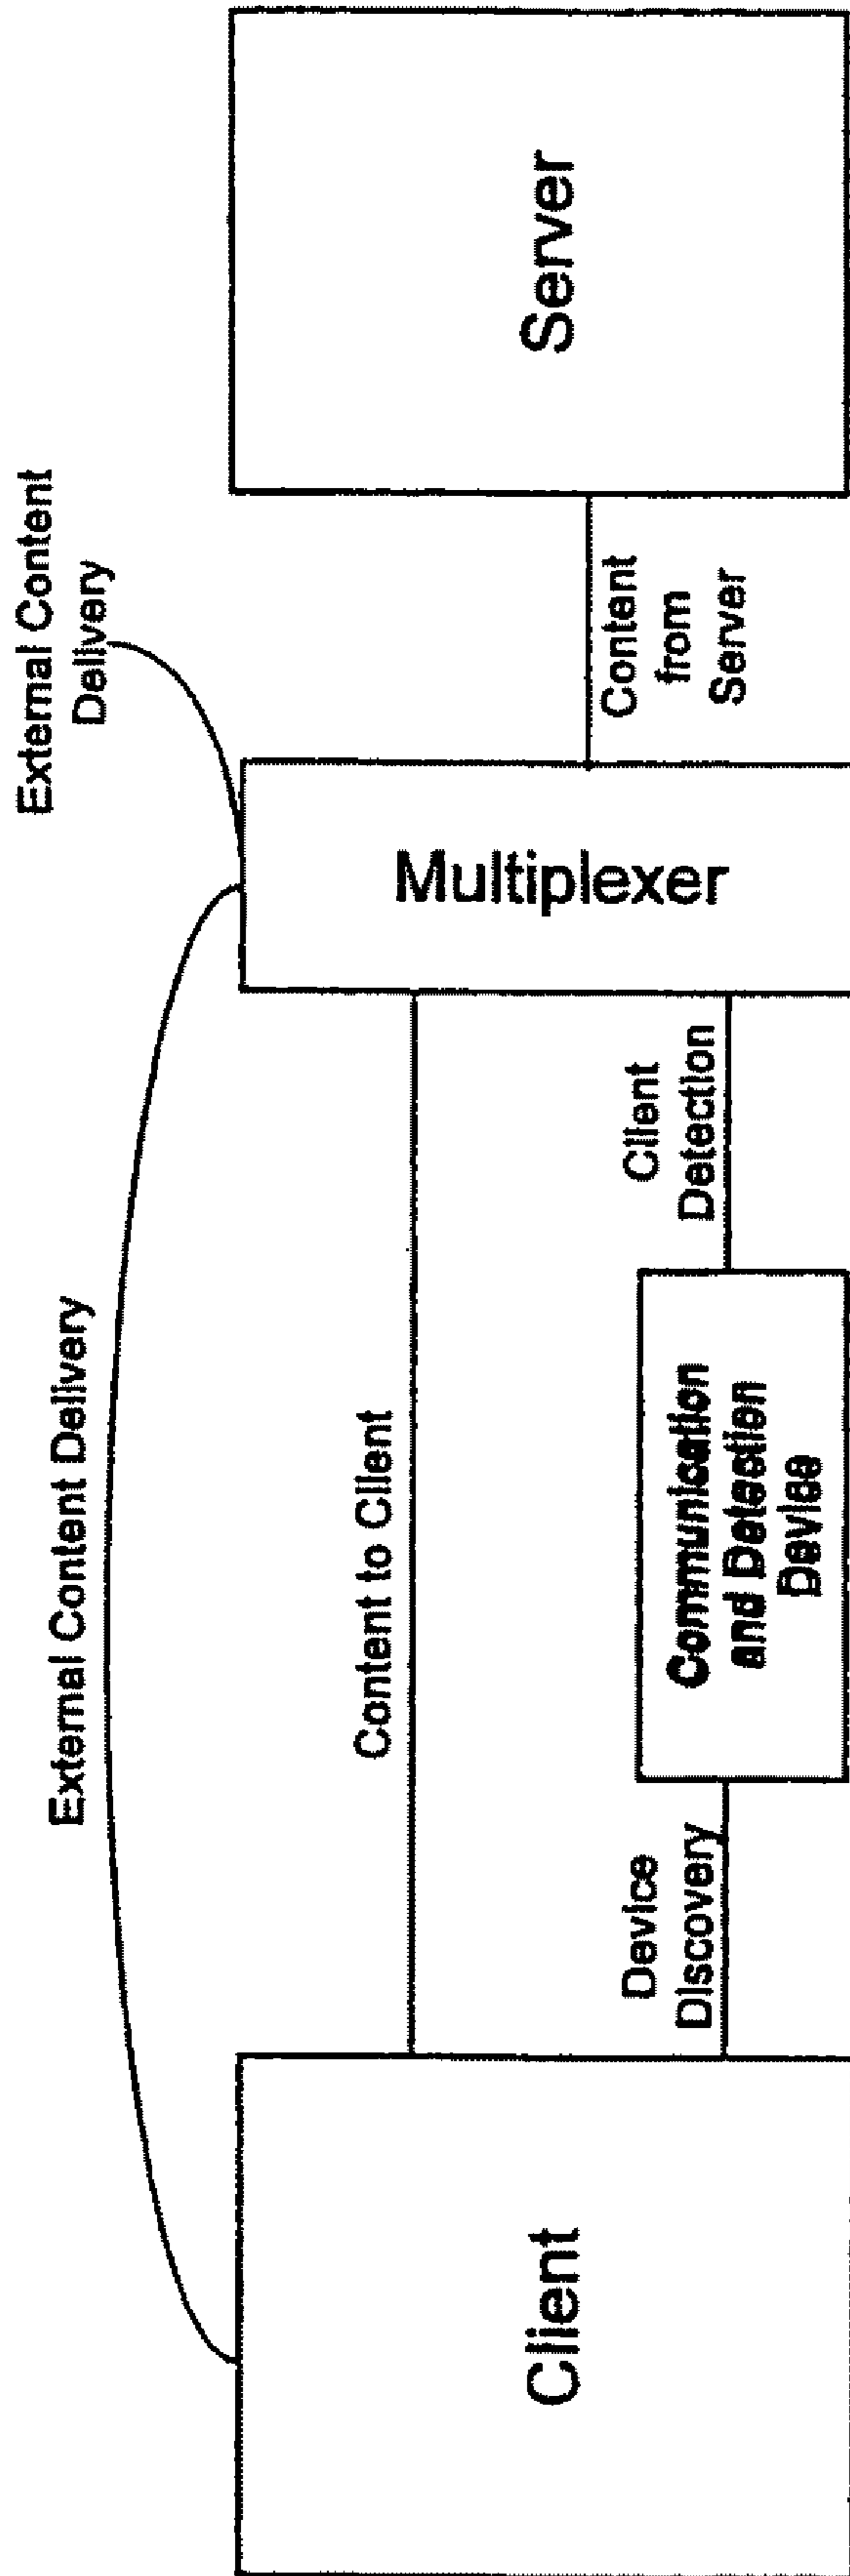 External Content
Delivery
External Content Delivery
Content to Client
Client
Device
Discovery
Communication
and Detection
Device
Client
Detection
Multiplexer
Content
from
Server
Server